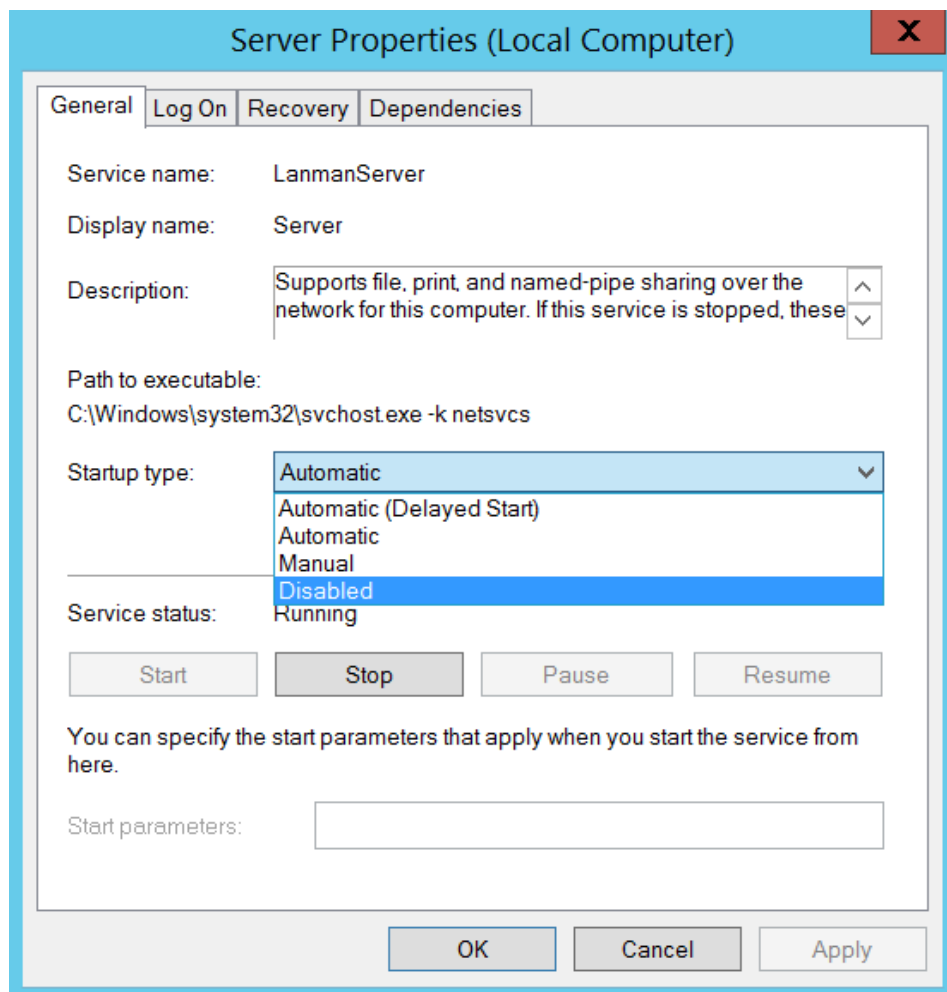 Server Properties (Local Computer)
X
General Log On Recovery Dependencies
Service name: LanmanServer
Display name: Server
Description: Supports file, print, and named-pipe sharing over the
network for this computer. If this service is stopped, these
Path to executable:
C:\Windows\system32\svchost.exe -k netsvcs
Startup type: Automatic
Automatic (Delayed Start)
Automatic
Manual
Disabled
Service status: Running
Start Stop Pause Resume
You can specify the start parameters that apply when you start the service from
here.
Start parameters:
OK Cancel Apply